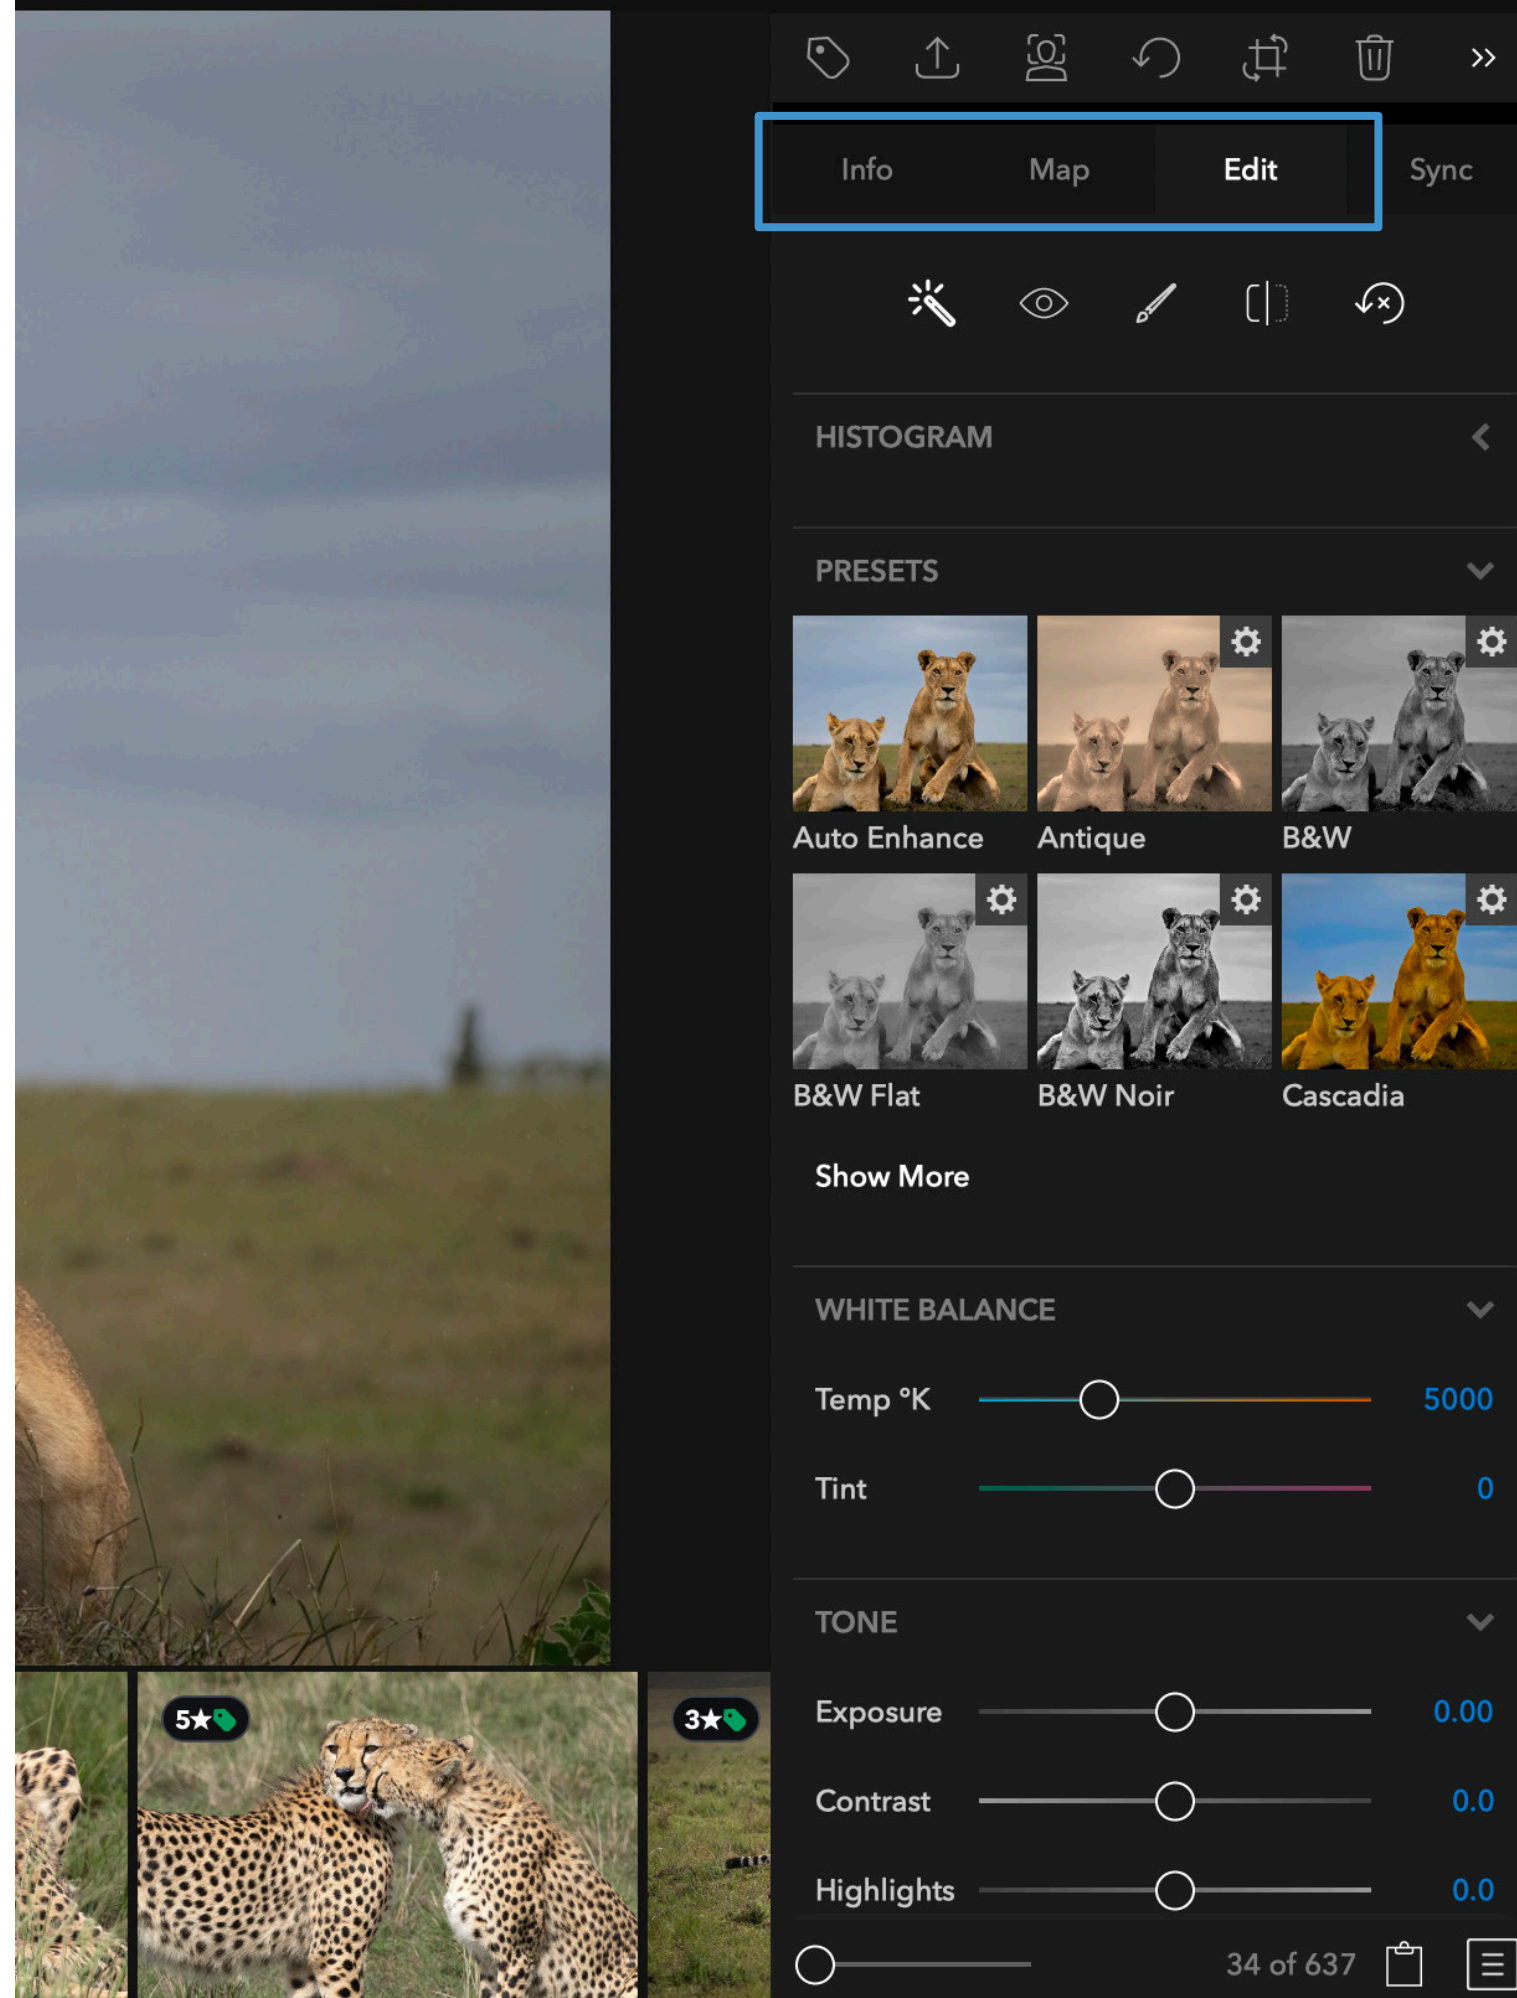 Info Map Edit Sync
HISTOGRAM
PRESETS
Auto Enhance Antique B&W
B&W Flat B&W Noir Cascadia
Show More
WHITE BALANCE
Temp °K 5000
Tint 0
TONE
Exposure 0.00
Contrast 0.0
Highlights 0.0
5★ 3★
34 of 637